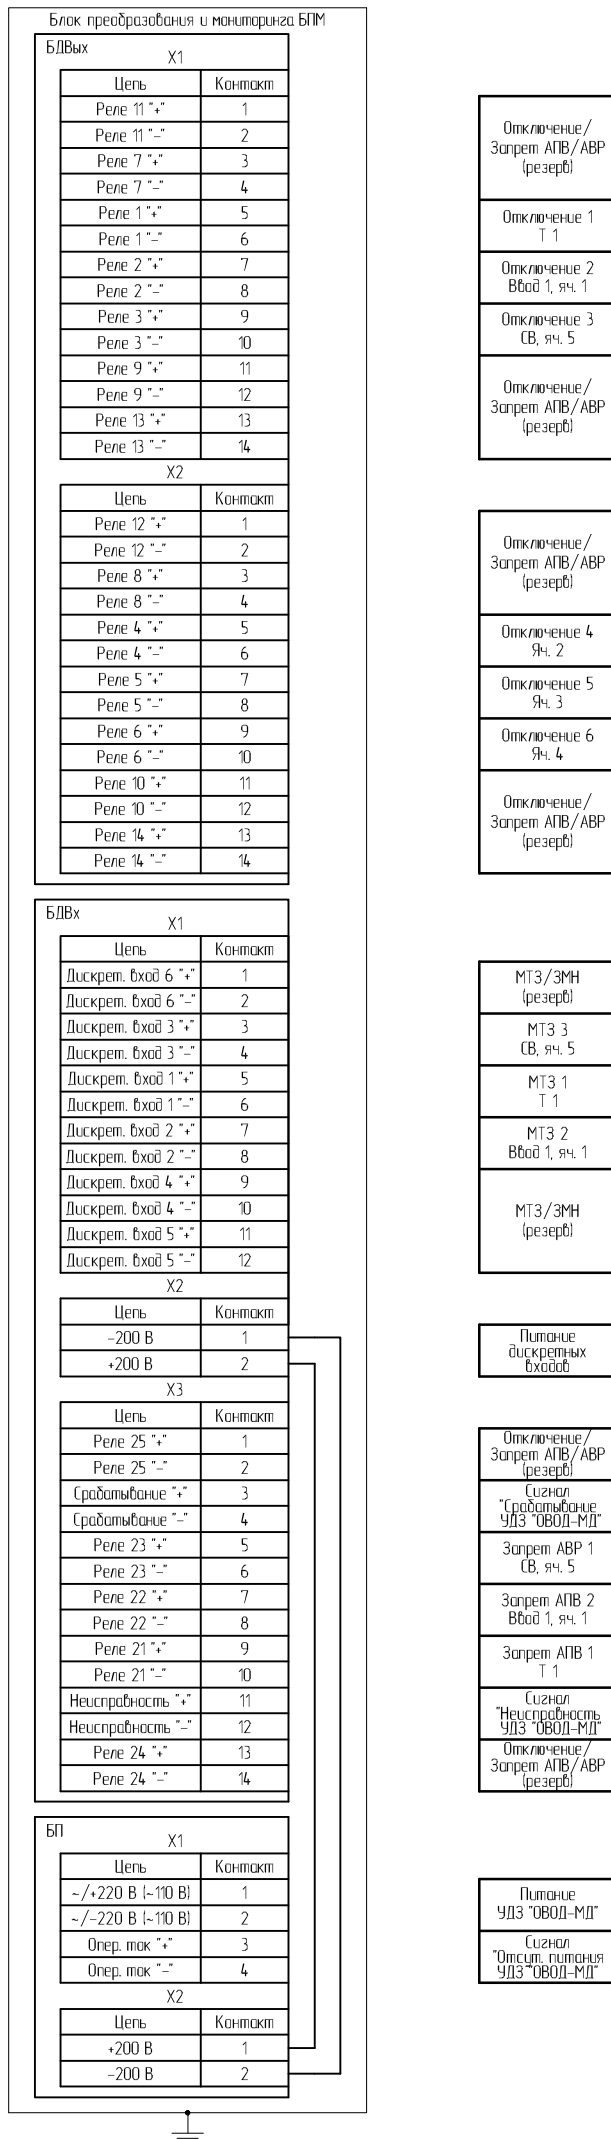 Блок преобразования и мониторинга БПМ
БДВых
X1
Цепь Контакт
Реле 11 "+" 1
Реле 11 "–" 2
Реле 7 "+" 3
Реле 7 "–" 4
Реле 1 "+" 5
Реле 1 "–" 6
Реле 2 "+" 7
Реле 2 "–" 8
Реле 3 "+" 9
Реле 3 "–" 10
Реле 9 "+" 11
Реле 9 "–" 12
Реле 13 "+" 13
Реле 13 "–" 14
Отключение/
Запрет АПВ/АВР
(резерв)
Отключение 1
Т 1
Отключение 2
Ввод 1, яч. 1
Отключение 3
СВ, яч. 5
Отключение/
Запрет АПВ/АВР
(резерв)
X2
Цепь Контакт
Реле 12 "+" 1
Реле 12 "–" 2
Реле 8 "+" 3
Реле 8 "–" 4
Реле 4 "+" 5
Реле 4 "–" 6
Реле 5 "+" 7
Реле 5 "–" 8
Реле 6 "+" 9
Реле 6 "–" 10
Реле 10 "+" 11
Реле 10 "–" 12
Реле 14 "+" 13
Реле 14 "–" 14
Отключение/
Запрет АПВ/АВР
(резерв)
Отключение 4
Яч. 2
Отключение 5
Яч. 3
Отключение 6
Яч. 4
Отключение/
Запрет АПВ/АВР
(резерв)
БДВх
X1
Цепь Контакт
Дискрет. вход 6 "+" 1
Дискрет. вход 6 "–" 2
Дискрет. вход 3 "+" 3
Дискрет. вход 3 "–" 4
Дискрет. вход 1 "+" 5
Дискрет. вход 1 "–" 6
Дискрет. вход 2 "+" 7
Дискрет. вход 2 "–" 8
Дискрет. вход 4 "+" 9
Дискрет. вход 4 "–" 10
Дискрет. вход 5 "+" 11
Дискрет. вход 5 "–" 12
МТЗ/ЗМН
(резерв)
МТЗ 3
СВ, яч. 5
МТЗ 1
Т 1
МТЗ 2
Ввод 1, яч. 1
МТЗ/ЗМН
(резерв)
X2
Цепь Контакт
–200 В 1
+200 В 2
Питание
дискретных
входов
X3
Цепь Контакт
Реле 25 "+" 1
Реле 25 "–" 2
Срабатывание "+" 3
Срабатывание "–" 4
Реле 23 "+" 5
Реле 23 "–" 6
Реле 22 "+" 7
Реле 22 "–" 8
Реле 21 "+" 9
Реле 21 "–" 10
Неисправность "+" 11
Неисправность "–" 12
Реле 24 "+" 13
Реле 24 "–" 14
Отключение/
Запрет АПВ/АВР
(резерв)
Сигнал
"Срабатывание
УДЗ "ОВОД-МД"
Запрет АВР 1
СВ, яч. 5
Запрет АПВ 2
Ввод 1, яч. 1
Запрет АПВ 1
Т 1
Сигнал
"Неисправность
УДЗ "ОВОД-МД"
Отключение/
Запрет АПВ/АВР
(резерв)
БП
X1
Цепь Контакт
~/+220 В (~110 В) 1
~/–220 В (~110 В) 2
Опер. ток "+" 3
Опер. ток "–" 4
Питание
УДЗ "ОВОД-МД"
Сигнал
"Отсут. питания
УДЗ "ОВОД-МД"
X2
Цепь Контакт
+200 В 1
–200 В 2